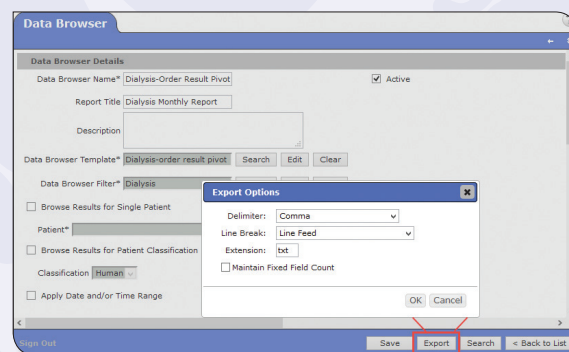 Data Browser
Data Browser Details
Data Browser Name* Dialysis-Order Result Pivot Active
Report Title Dialysis Monthly Report
Description
Data Browser Template* Dialysis-order result pivot Search Edit Clear
Data Browser Filter* Dialysis
Export Options
Browse Results for Single Patient
Delimiter: Comma
Patient*
Line Break: Line Feed
Browse Results for Patient Classification
Extension: txt
Classification Human
Maintain Fixed Field Count
Apply Date and/or Time Range
OK Cancel
Sign Out Save Export Search < Back to List